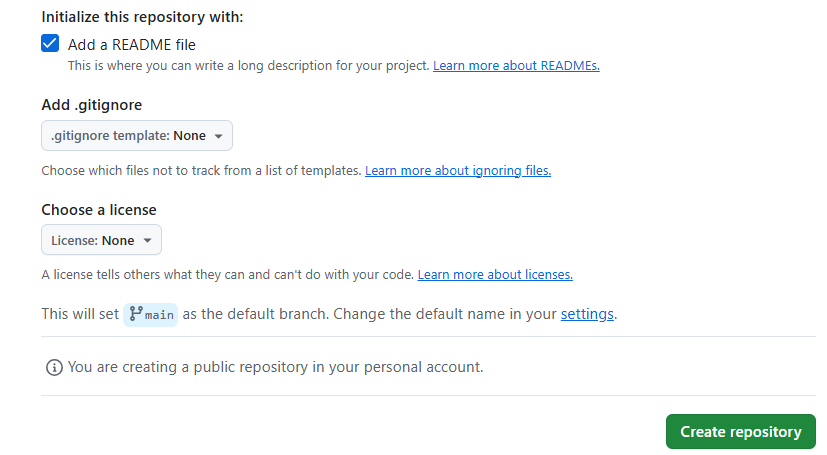 Initialize this repository with:
Add a README file
This is where you can write a long description for your project. Learn more about READMEs.
Add .gitignore
.gitignore template: None
Choose which files not to track from a list of templates. Learn more about ignoring files.
Choose a license
License: None
A license tells others what they can and can't do with your code. Learn more about licenses.
This will set main as the default branch. Change the default name in your settings.
You are creating a public repository in your personal account.
Create repository